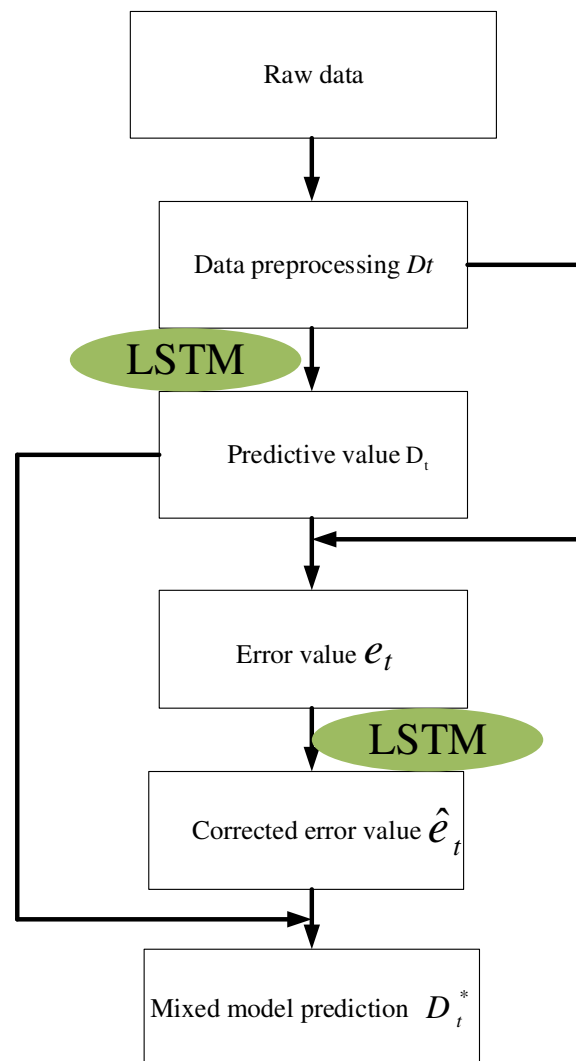 Raw data
Data preprocessing Dt
LSTM
Predictive value Dₜ
Error value eₜ
LSTM
Corrected error value êₜ
Mixed model prediction Dₜ*